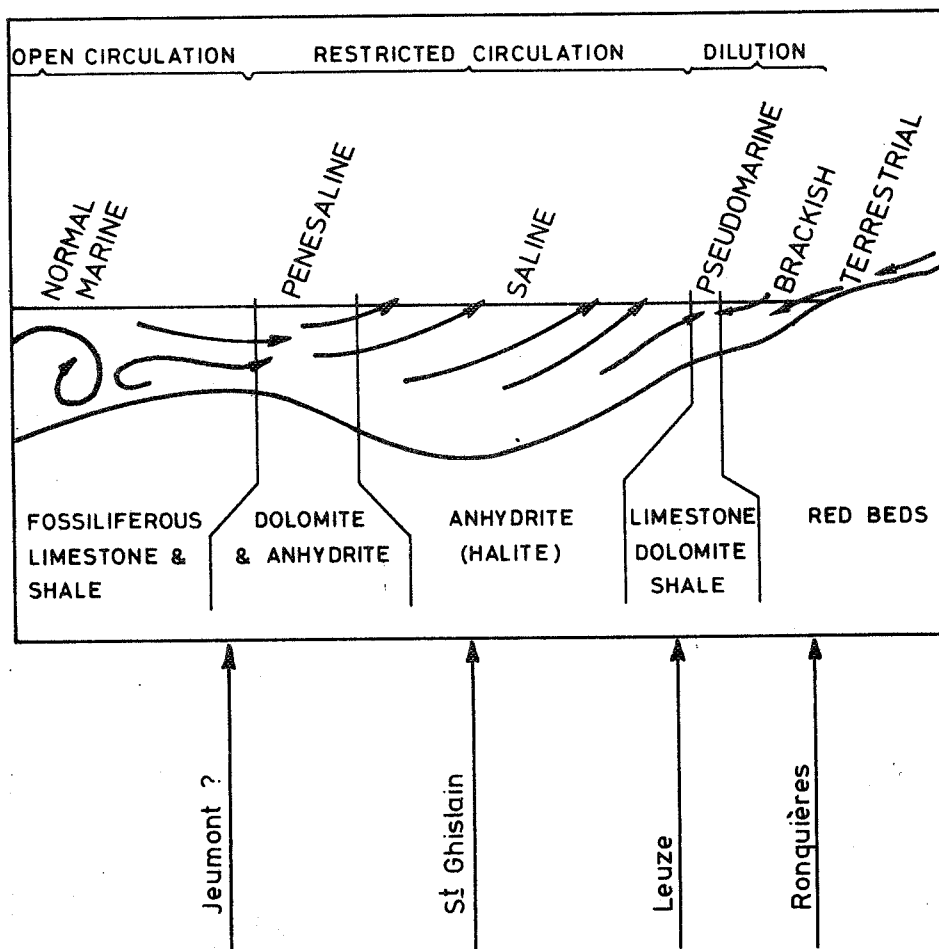 OPEN CIRCULATION
RESTRICTED CIRCULATION
DILUTION
NORMAL
MARINE
PENESALINE
SALINE
PSEUDOMARINE
BRACKISH
TERRESTRIAL
FOSSILIFEROUS
LIMESTONE &
SHALE
DOLOMITE
& ANHYDRITE
ANHYDRITE
(HALITE)
LIMESTONE
DOLOMITE
SHALE
RED BEDS
Jeumont ?
St Ghislain
Leuze
Ronquières